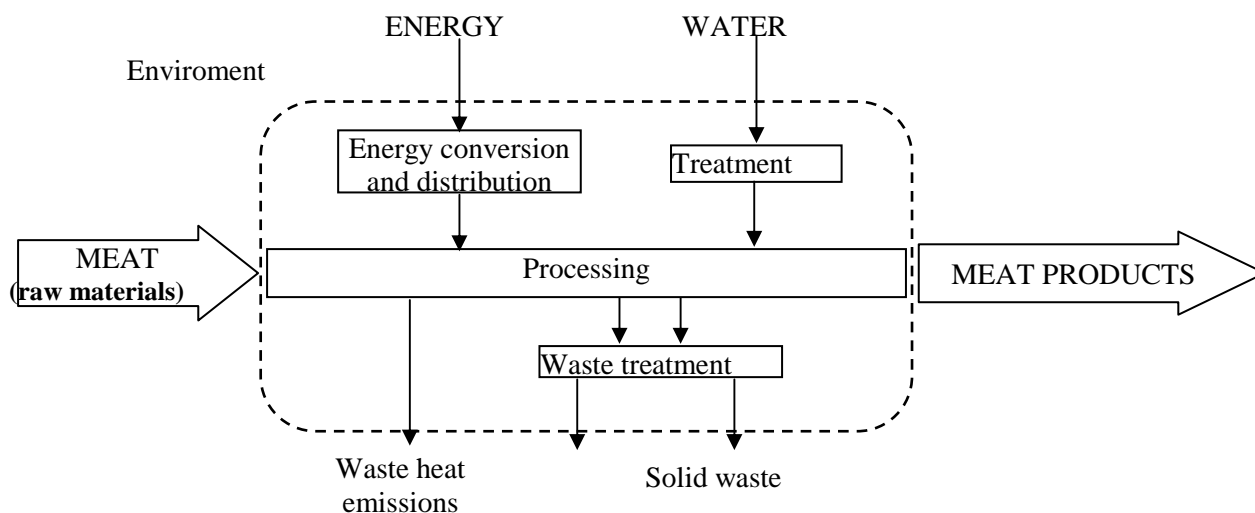 ENERGY
WATER
Enviroment
Energy conversion
and distribution
Treatment
MEAT
(raw materials)
Processing
MEAT PRODUCTS
Waste treatment
Waste heat
emissions
Solid waste